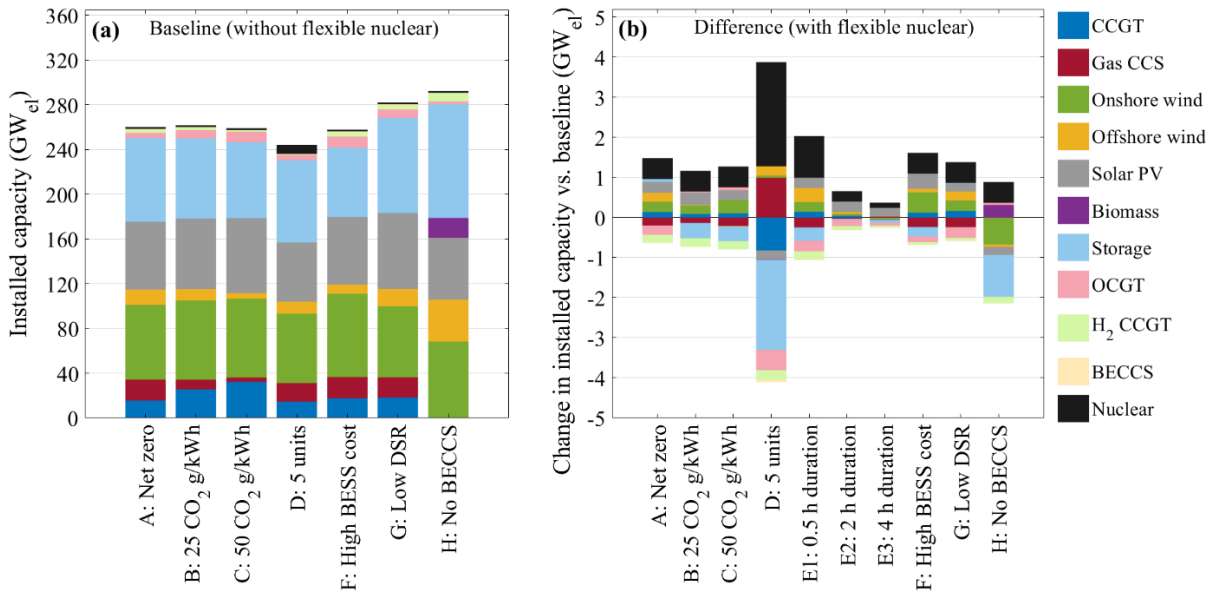 (a)
Baseline (without flexible nuclear)
Installed capacity (GW_el)
360
320
280
240
200
160
120
80
40
0
A: Net zero
B: 25 CO₂ g/kWh
C: 50 CO₂ g/kWh
D: 5 units
F: High BESS cost
G: Low DSR
H: No BECCS
(b)
Difference (with flexible nuclear)
Change in installed capacity vs. baseline (GW_el)
5
4
3
2
1
0
-1
-2
-3
-4
-5
A: Net zero
B: 25 CO₂ g/kWh
C: 50 CO₂ g/kWh
D: 5 units
E1: 0.5 h duration
E2: 2 h duration
E3: 4 h duration
F: High BESS cost
G: Low DSR
H: No BECCS
CCGT
Gas CCS
Onshore wind
Offshore wind
Solar PV
Biomass
Storage
OCGT
H₂ CCGT
BECCS
Nuclear